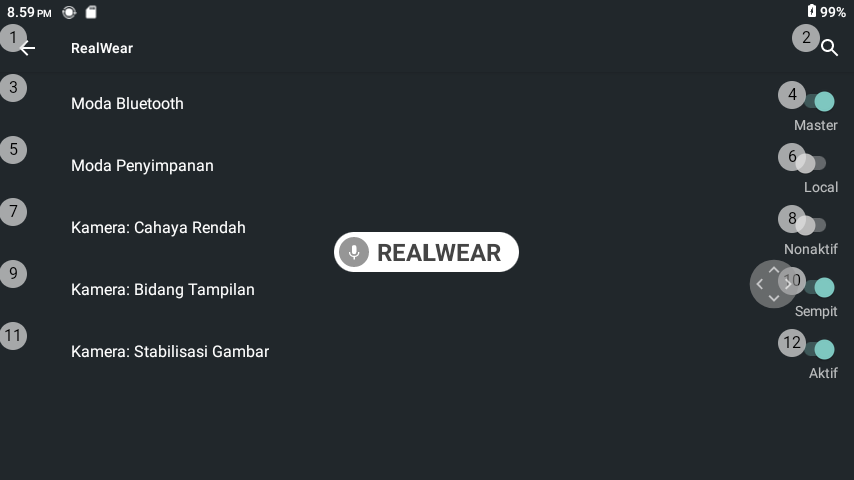 8.59 PM
99%
1
RealWear
2
3
Moda Bluetooth
4
Master
5
Moda Penyimpanan
6
Local
7
Kamera: Cahaya Rendah
8
Nonaktif
REALWEAR
9
Kamera: Bidang Tampilan
10
Sempit
11
Kamera: Stabilisasi Gambar
12
Aktif